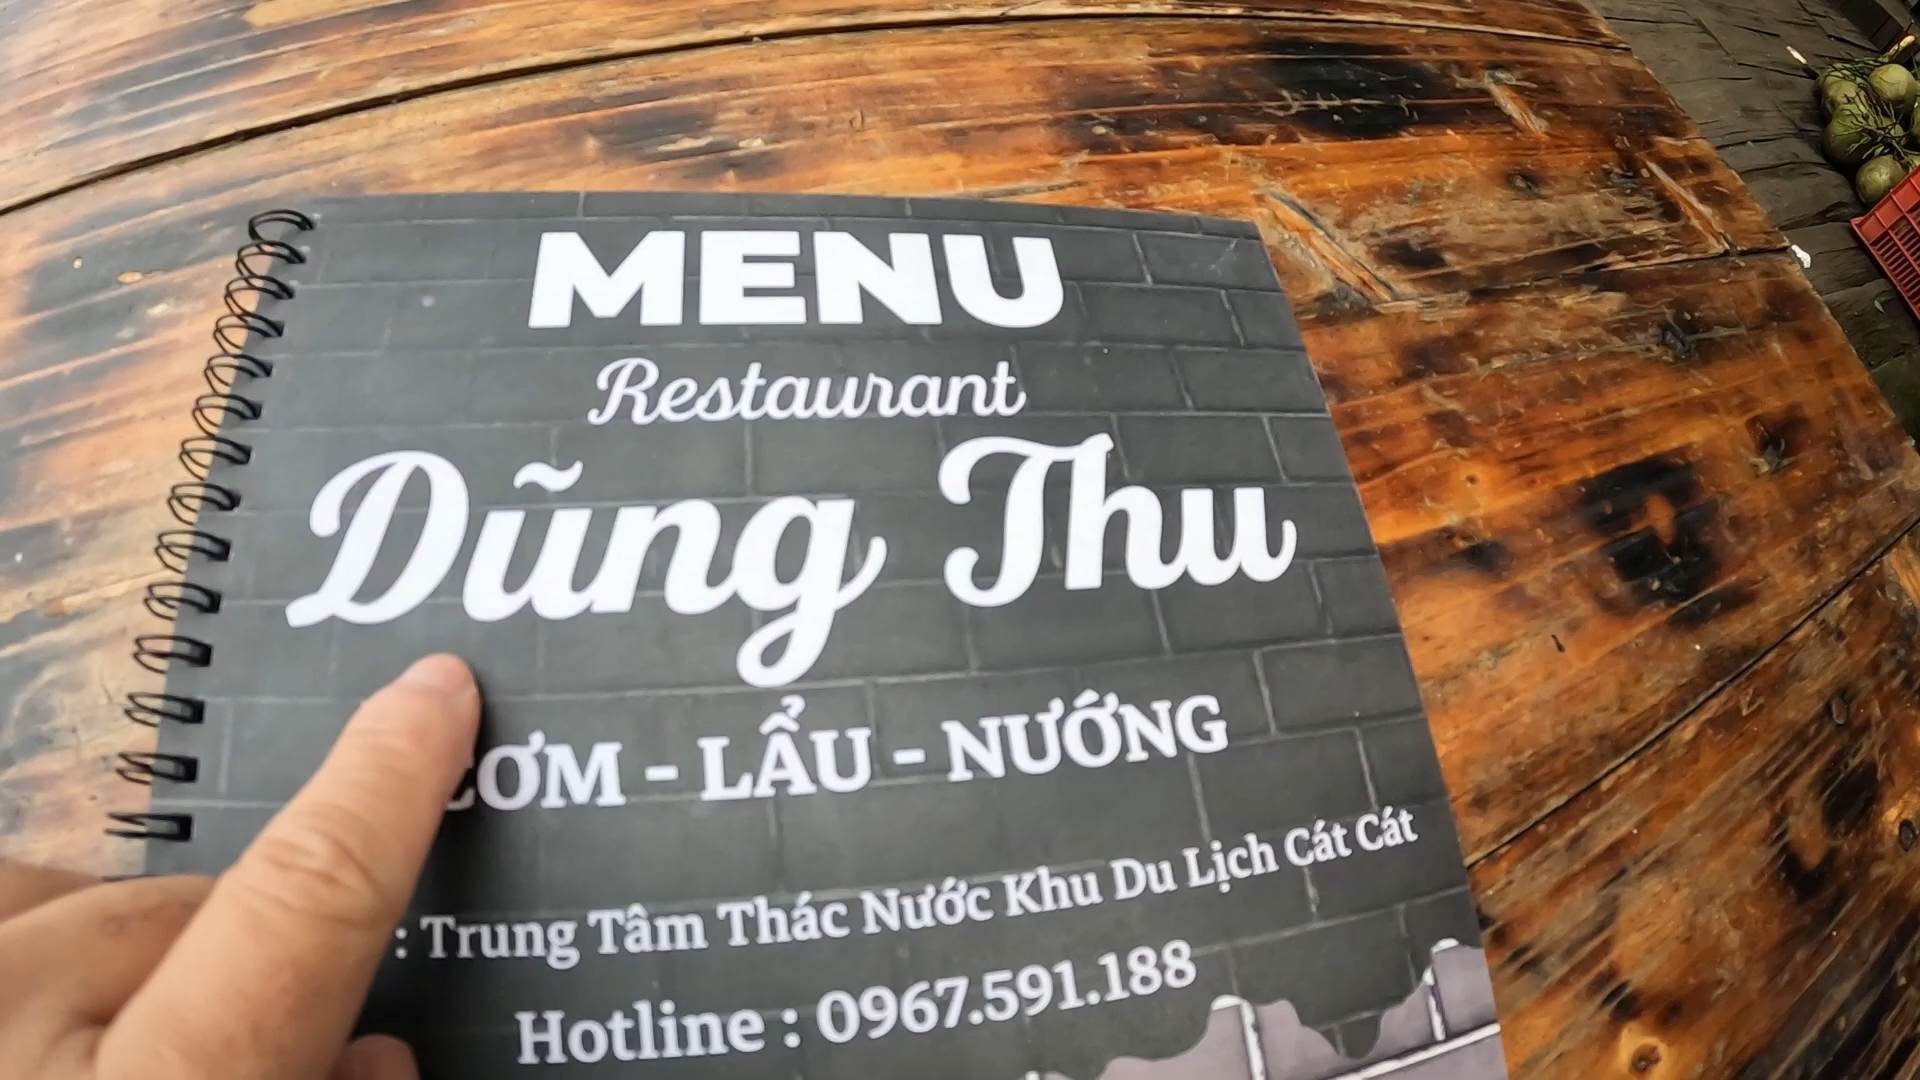 MENU
Restaurant
Dũng Thu
CƠM - LẨU - NƯỚNG
: Trung Tâm Thác Nước Khu Du Lịch Cát Cát
Hotline : 0967.591.188